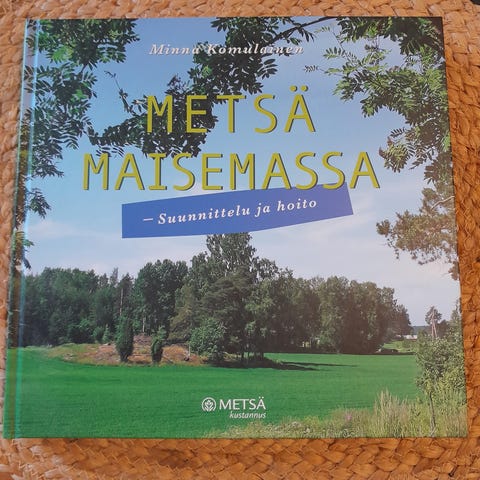 Minna Komulainen
METSÄ
MAISEMASSA
– Suunnittelu ja hoito
METSÄ
kustannus